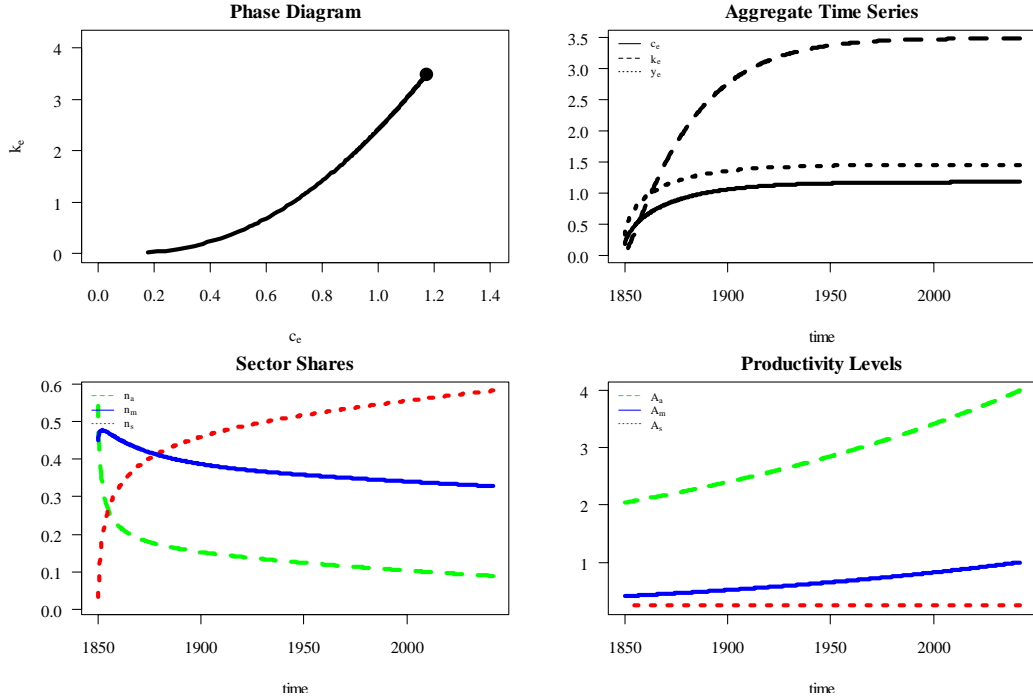 Phase Diagram
4
3
2
1
0
k_e
0.0 0.2 0.4 0.6 0.8 1.0 1.2 1.4
c_e
Aggregate Time Series
3.5
3.0
2.5
2.0
1.5
1.0
0.5
0.0
c_e
k_e
y_e
1850 1900 1950 2000
time
Sector Shares
0.6
0.5
0.4
0.3
0.2
0.1
0.0
n_a
n_m
n_s
1850 1900 1950 2000
time
Productivity Levels
4
3
2
1
A_a
A_m
A_s
1850 1900 1950 2000
time